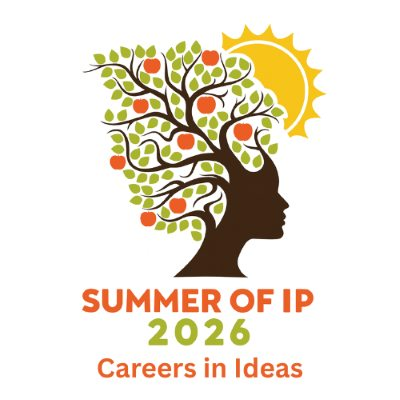 SUMMER OF IP
2026
Careers in Ideas